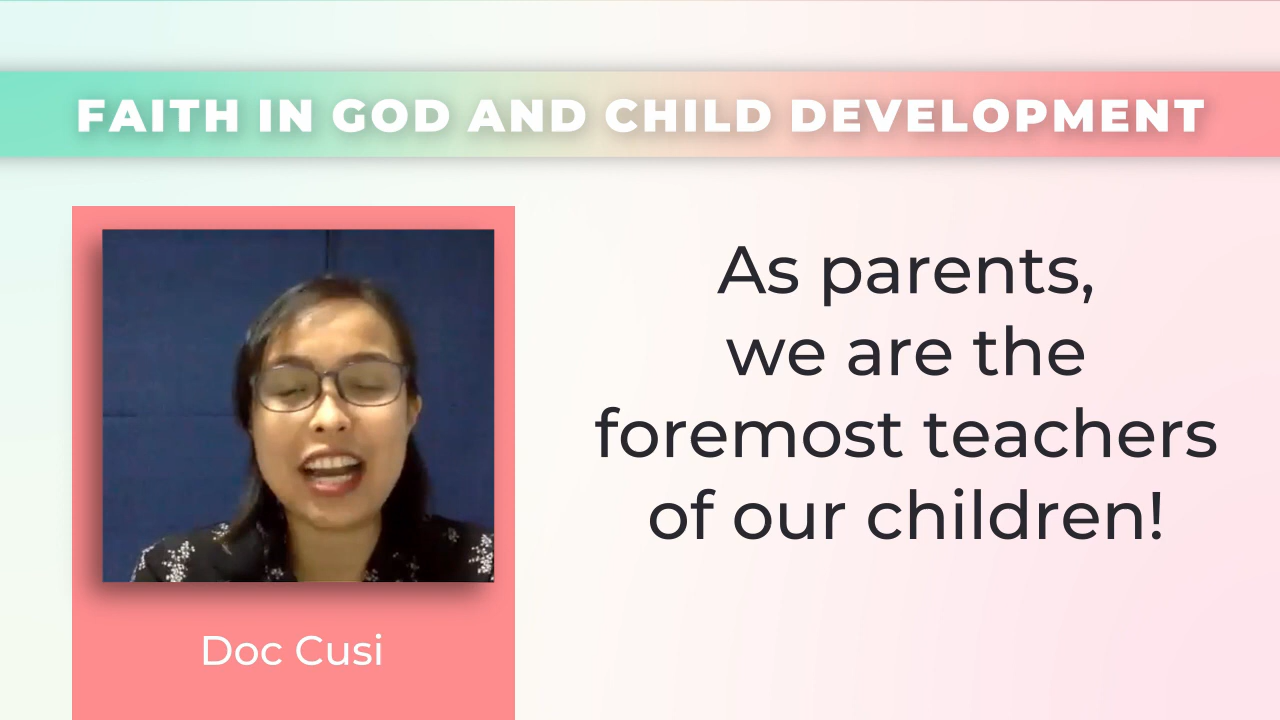 FAITH IN GOD AND CHILD DEVELOPMENT
As parents,
we are the
foremost teachers
of our children!
Doc Cusi